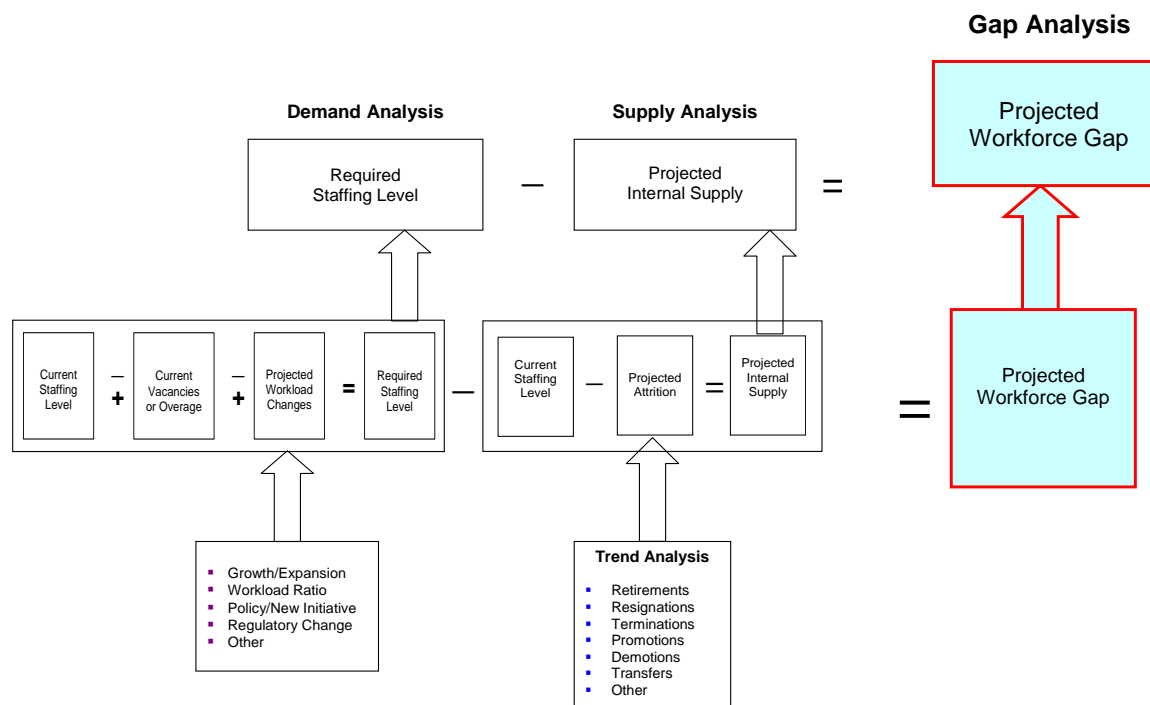 Gap Analysis
Demand Analysis
Supply Analysis
Required
Staffing Level
–
Projected
Internal Supply
=
Projected
Workforce Gap
Current
Staffing
Level
–
+
Current
Vacancies
or Overage
–
+
Projected
Workload
Changes
=
Required
Staffing
Level
–
Current
Staffing
Level
–
Projected
Attrition
=
Projected
Internal
Supply
=
Projected
Workforce Gap
▪ Growth/Expansion
▪ Workload Ratio
▪ Policy/New Initiative
▪ Regulatory Change
▪ Other
Trend Analysis
▪ Retirements
▪ Resignations
▪ Terminations
▪ Promotions
▪ Demotions
▪ Transfers
▪ Other